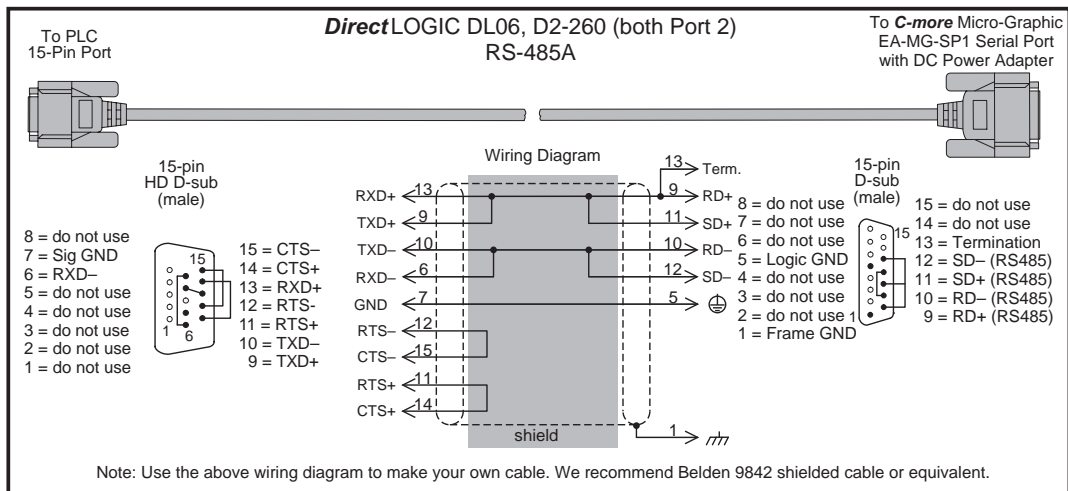 DirectLOGIC DL06, D2-260 (both Port 2)
RS-485A
To PLC
15-Pin Port
To C-more Micro-Graphic
EA-MG-SP1 Serial Port
with DC Power Adapter
15-pin
HD D-sub
(male)
8 = do not use
7 = Sig GND
6 = RXD–
5 = do not use
4 = do not use
3 = do not use
2 = do not use
1 = do not use
15
1
6
15 = CTS–
14 = CTS+
13 = RXD+
12 = RTS-
11 = RTS+
10 = TXD–
9 = TXD+
Wiring Diagram
13 Term.
RXD+ 13 9 RD+
TXD+ 9 11 SD+
TXD– 10 10 RD–
RXD– 6 12 SD–
GND 7 5
RTS– 12
CTS– 15
RTS+ 11
CTS+ 14
shield
1
8 = do not use
7 = do not use
6 = do not use
5 = Logic GND
4 = do not use
3 = do not use
2 = do not use
1 = Frame GND
15-pin
D-sub
(male)
15
1
15 = do not use
14 = do not use
13 = Termination
12 = SD– (RS485)
11 = SD+ (RS485)
10 = RD– (RS485)
9 = RD+ (RS485)
Note: Use the above wiring diagram to make your own cable. We recommend Belden 9842 shielded cable or equivalent.